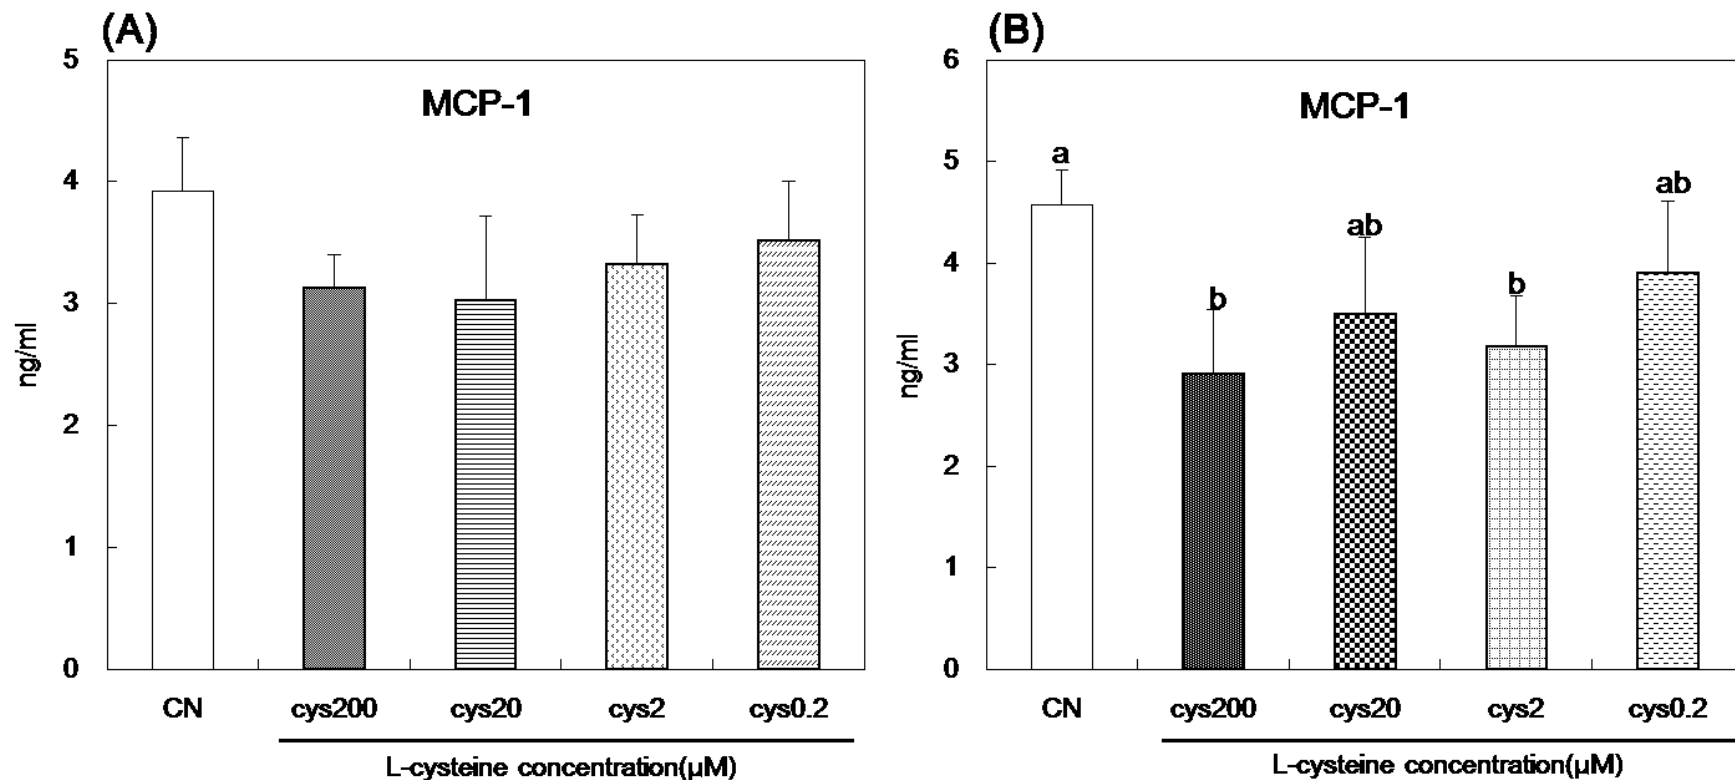 (A)
MCP-1
ng/ml
5
4
3
2
1
0
CN cys200 cys20 cys2 cys0.2
L-cysteine concentration(μM)
(B)
MCP-1
ng/ml
6
5
4
3
2
1
0
a
b
ab
b
ab
CN cys200 cys20 cys2 cys0.2
L-cysteine concentration(μM)